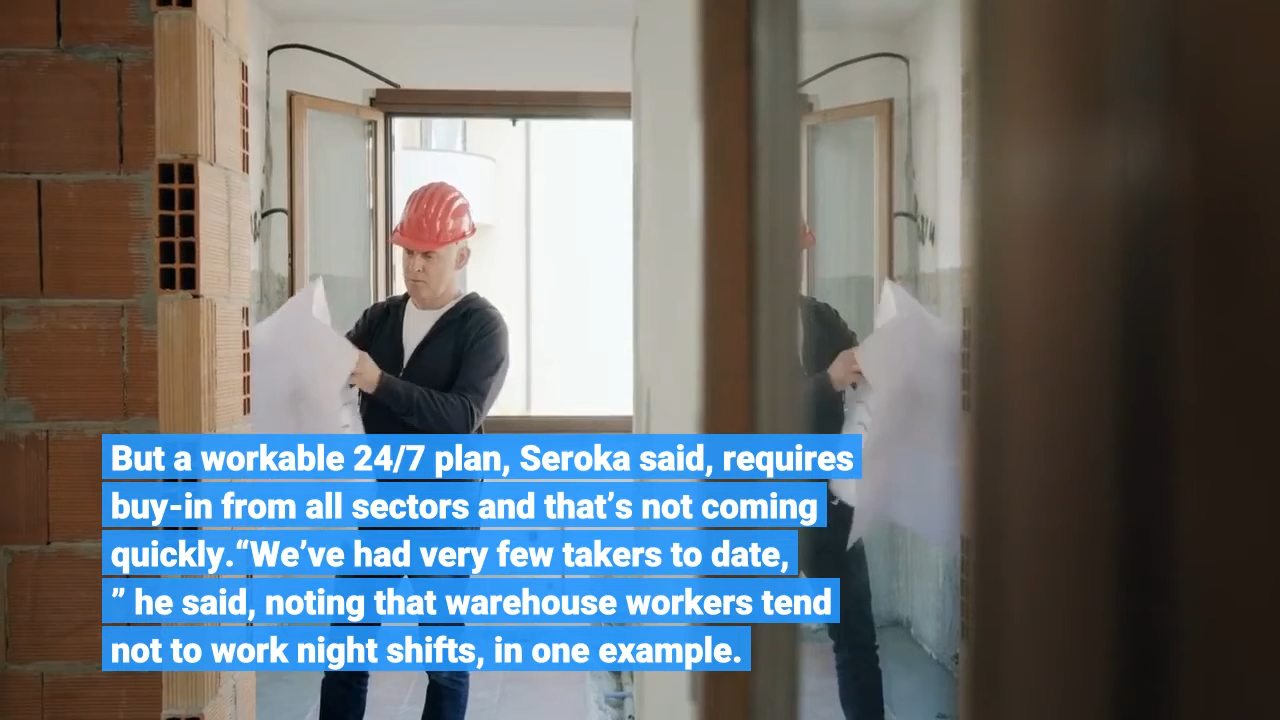 But a workable 24/7 plan, Seroka said, requires
buy-in from all sectors and that’s not coming
quickly.“We’ve had very few takers to date,
” he said, noting that warehouse workers tend
not to work night shifts, in one example.